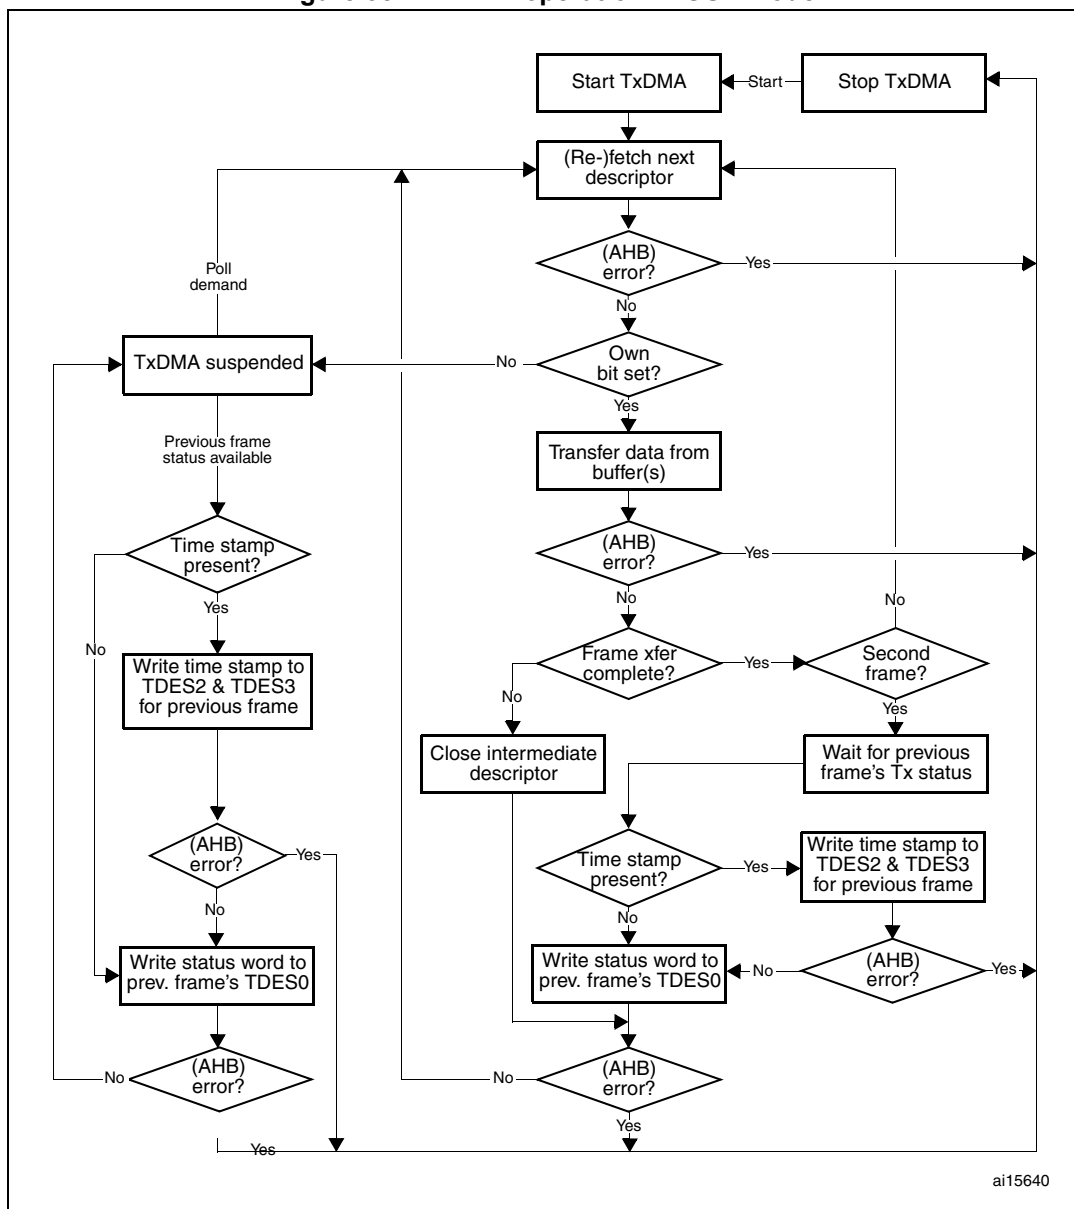 Start TxDMA
Start
Stop TxDMA
(Re-)fetch next
descriptor
(AHB)
error?
Yes
No
Poll
demand
TxDMA suspended
No
Own
bit set?
Yes
Previous frame
status available
Transfer data from
buffer(s)
Time stamp
present?
(AHB)
error?
Yes
No
Yes
No
No
Write time stamp to
TDES2 & TDES3
for previous frame
Frame xfer
complete?
Yes
Second
frame?
No
Yes
Close intermediate
descriptor
Wait for previous
frame's Tx status
(AHB)
error?
Yes
No
Time stamp
present?
Yes
Write time stamp to
TDES2 & TDES3
for previous frame
No
Write status word to
prev. frame's TDES0
Write status word to
prev. frame's TDES0
No
(AHB)
error?
Yes
No
(AHB)
error?
No
(AHB)
error?
Yes
Yes
ai15640